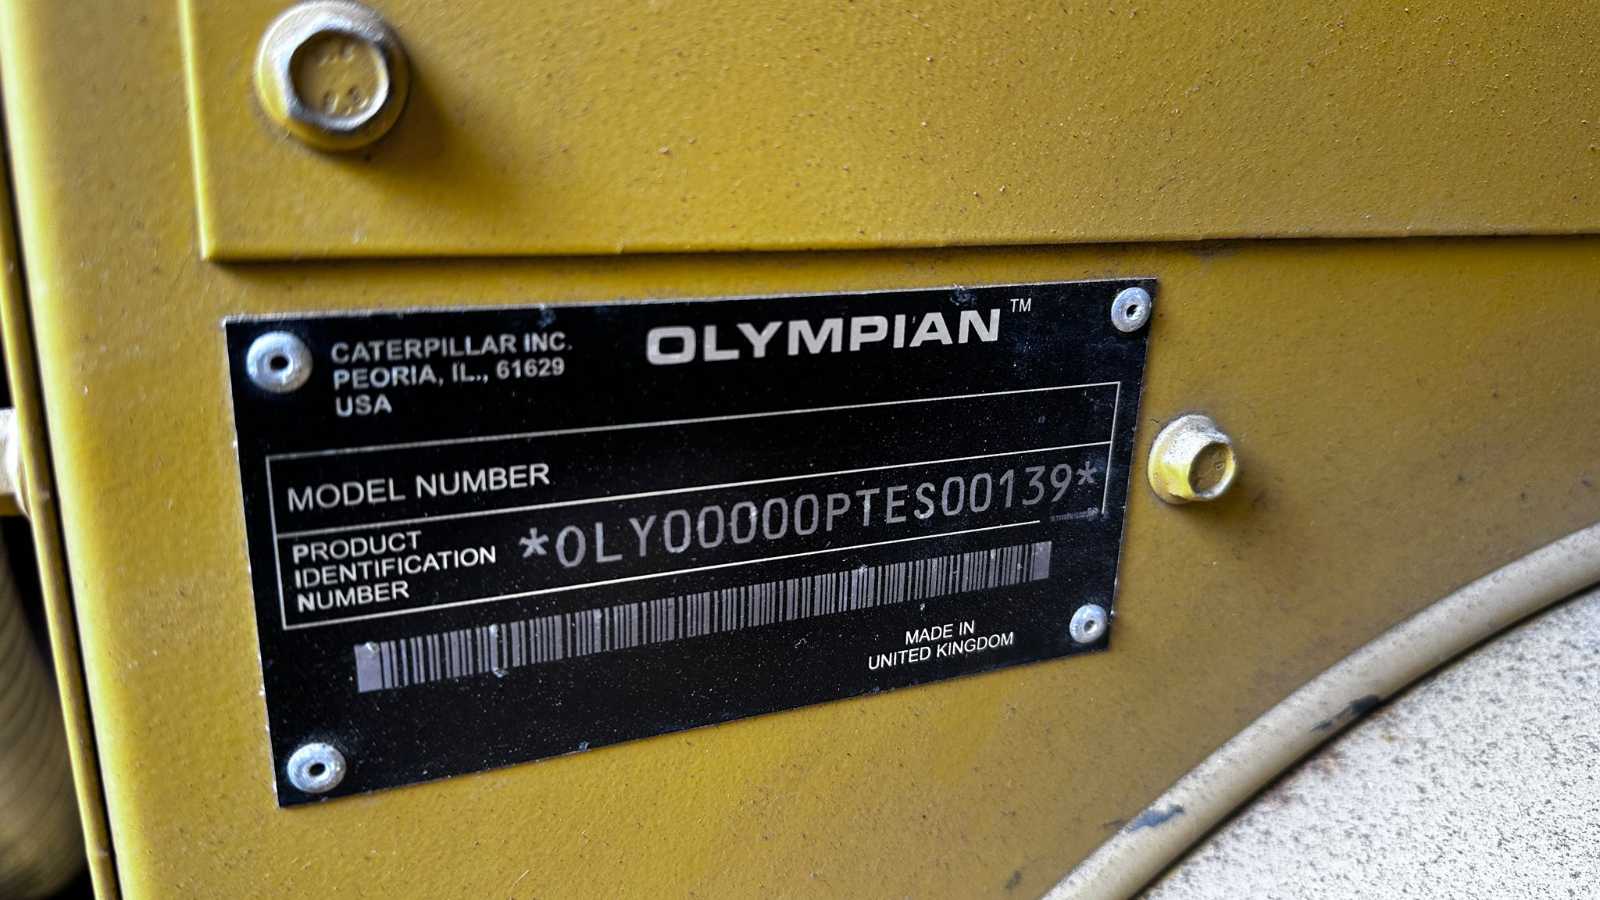 CATERPILLAR INC.
PEORIA, IL., 61629
USA
OLYMPIAN™
MODEL NUMBER
PRODUCT
IDENTIFICATION
NUMBER
*OLY00000PTES00139*
MADE IN
UNITED KINGDOM